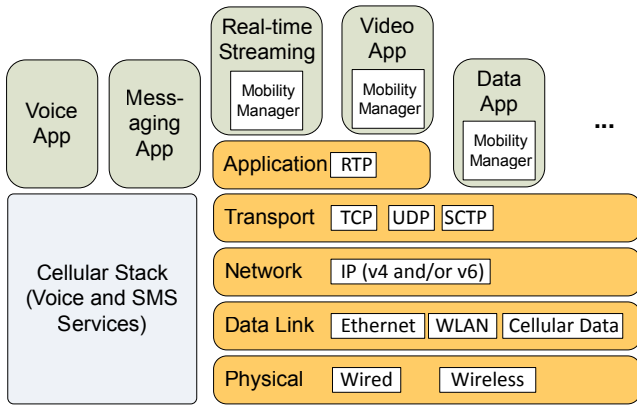 Real-time
Streaming
Mobility
Manager
Video
App
Mobility
Manager
Voice
App
Mess-
aging
App
Data
App
Mobility
Manager
...
Application RTP
Transport TCP UDP SCTP
Cellular Stack
(Voice and SMS
Services)
Network IP (v4 and/or v6)
Data Link Ethernet WLAN Cellular Data
Physical Wired Wireless